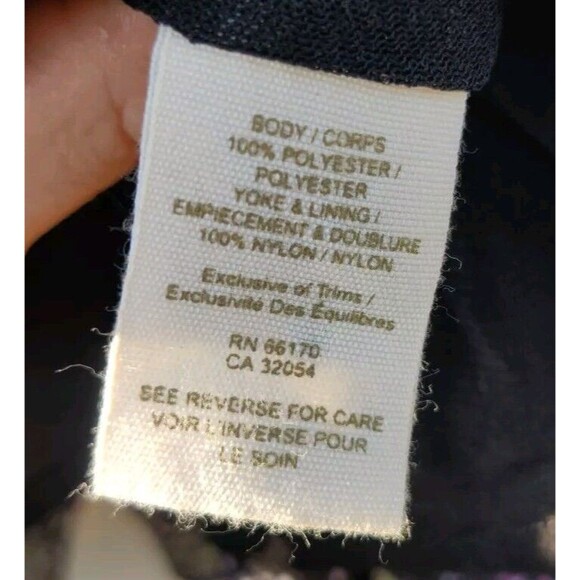 BODY / CORPS
100% POLYESTER /
POLYESTER
YOKE & LINING /
EMPIECEMENT & DOUBLURE
100% NYLON / NYLON
Exclusive of Trims /
Exclusivité Des Équilibres
RN 66170
CA 32054
SEE REVERSE FOR CARE
VOIR L'INVERSE POUR
LE SOIN